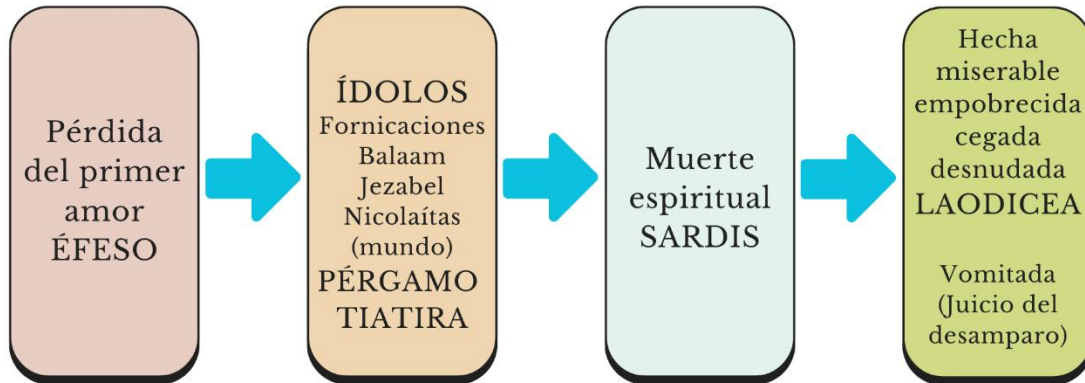 Pérdida
del primer
amor
ÉFESO
ÍDOLOS
Fornicaciones
Balaam
Jezabel
Nicolaítas
(mundo)
PÉRGAMO
TIATIRA
Muerte
espiritual
SARDIS
Hecha
miserable
empobrecida
cegada
desnudada
LAODICEA
Vomitada
(Juicio del
desamparo)